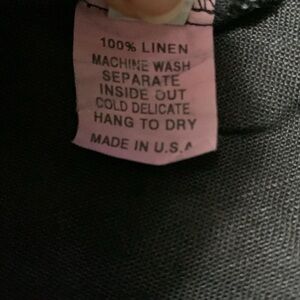 100% LINEN
MACHINE WASH
SEPARATE
INSIDE OUT
COLD DELICATE
HANG TO DRY
MADE IN U.S.A